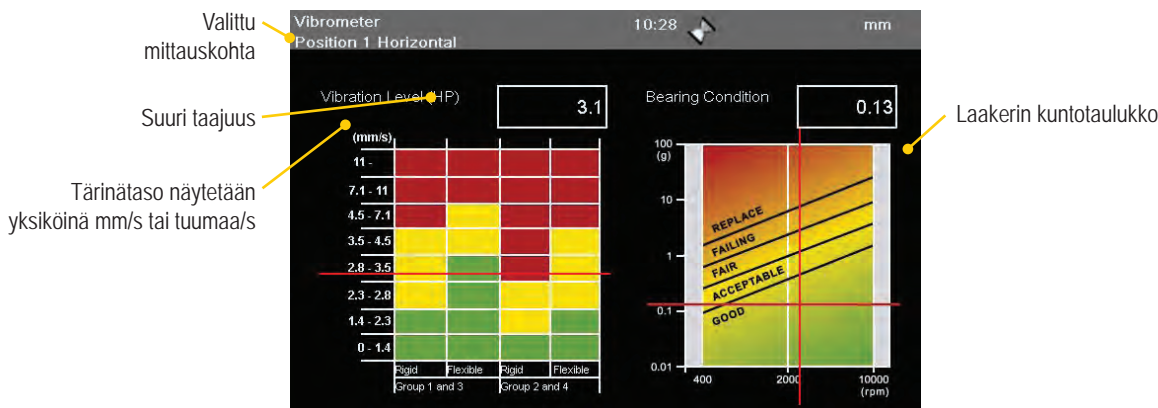 Valittu
mittauskohta
Suuri taajuus
Tärinätaso näytetään
yksiköinä mm/s tai tuumaa/s
Vibrometer
Position 1 Horizontal
10:28
mm
Vibration Level (HP)
3.1
(mm/s)
11 -
7.1 - 11
4.5 - 7.1
3.5 - 4.5
2.8 - 3.5
2.3 - 2.8
1.4 - 2.3
0 - 1.4
Rigid Flexible Rigid Flexible
Group 1 and 3 Group 2 and 4
Bearing Condition
0.13
100
(g)
10
1
0.1
0.01
REPLACE
FAILING
FAIR
ACCEPTABLE
GOOD
400 2000 10000
(rpm)
Laakerin kuntotaulukko